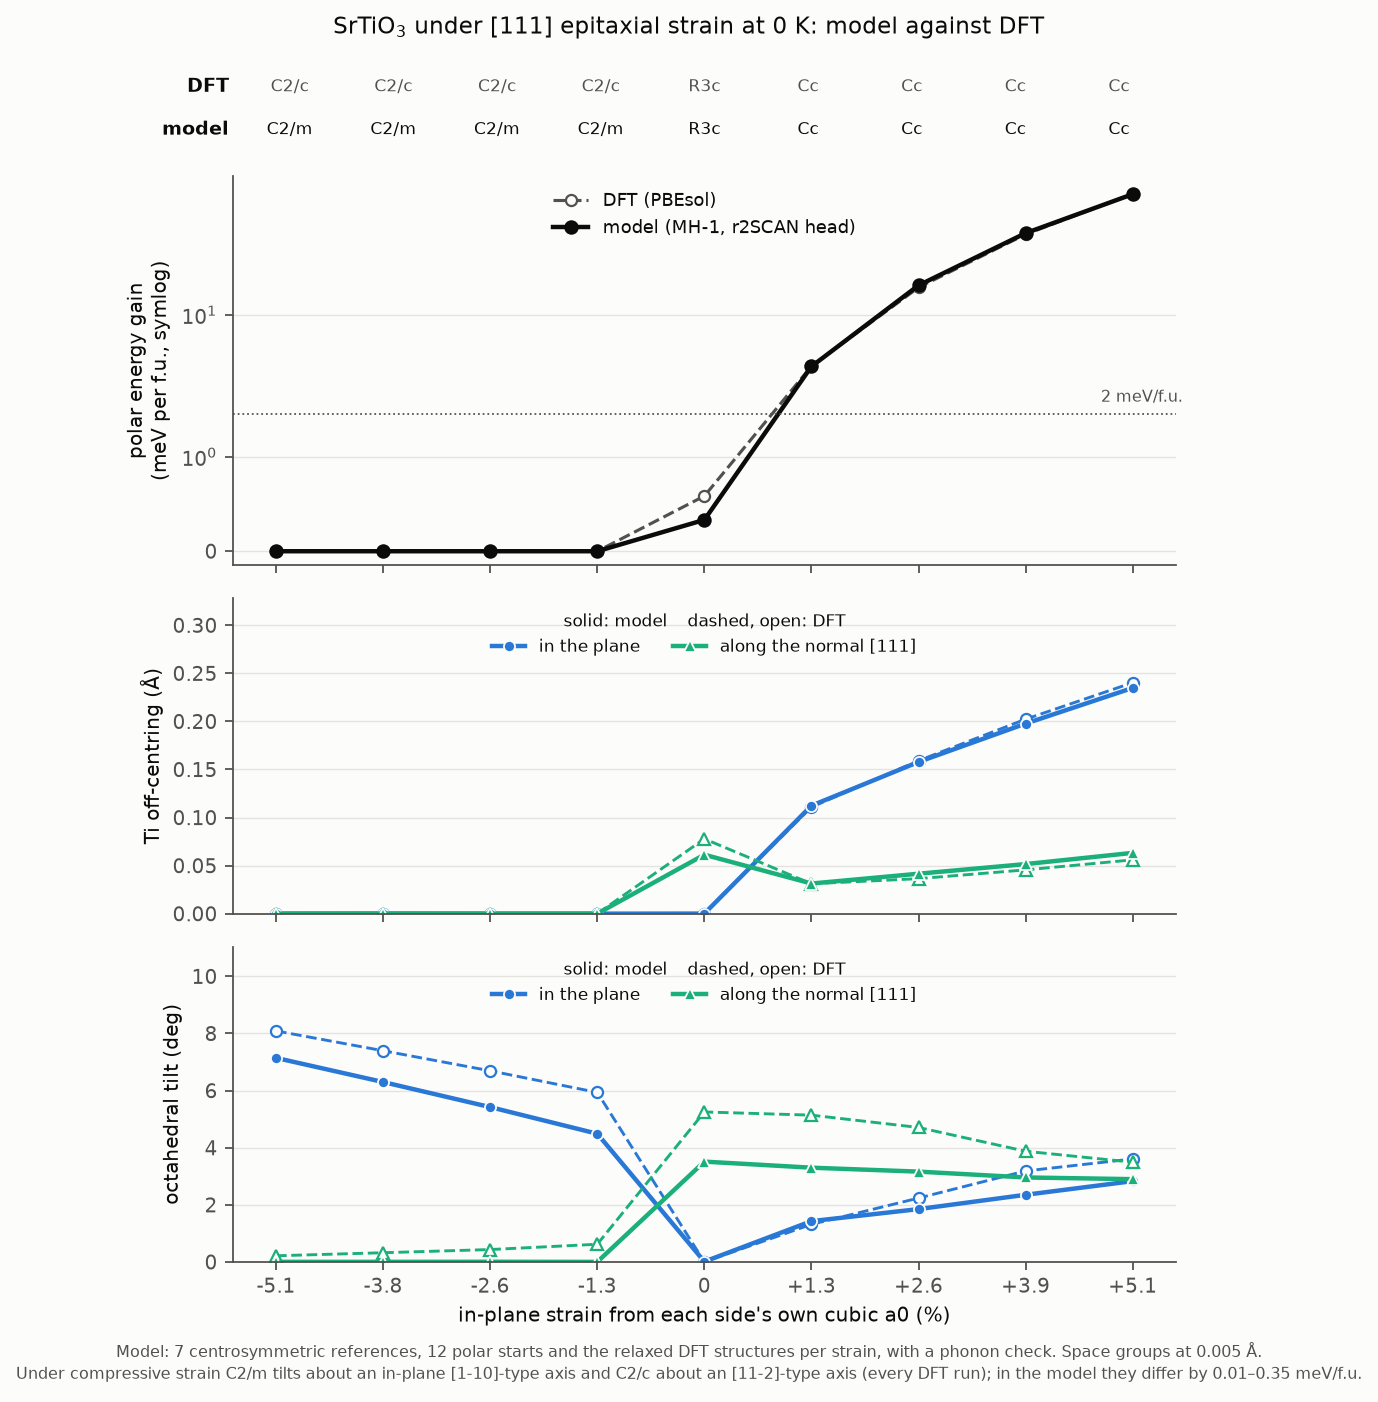 SrTiO₃ under [111] epitaxial strain at 0 K: model against DFT
DFT C2/c C2/c C2/c C2/c R3c Cc Cc Cc Cc
model C2/m C2/m C2/m C2/m R3c Cc Cc Cc Cc
polar energy gain
(meV per f.u., symlog)
DFT (PBEsol)
model (MH-1, r2SCAN head)
10¹
2 meV/f.u.
10⁰
0
Ti off-centring (Å)
solid: model dashed, open: DFT
in the plane along the normal [111]
0.30
0.25
0.20
0.15
0.10
0.05
0.00
octahedral tilt (deg)
solid: model dashed, open: DFT
in the plane along the normal [111]
10
8
6
4
2
0
-5.1 -3.8 -2.6 -1.3 0 +1.3 +2.6 +3.9 +5.1
in-plane strain from each side's own cubic a0 (%)
Model: 7 centrosymmetric references, 12 polar starts and the relaxed DFT structures per strain, with a phonon check. Space groups at 0.005 Å.
Under compressive strain C2/m tilts about an in-plane [1-10]-type axis and C2/c about an [11-2]-type axis (every DFT run); in the model they differ by 0.01–0.35 meV/f.u.